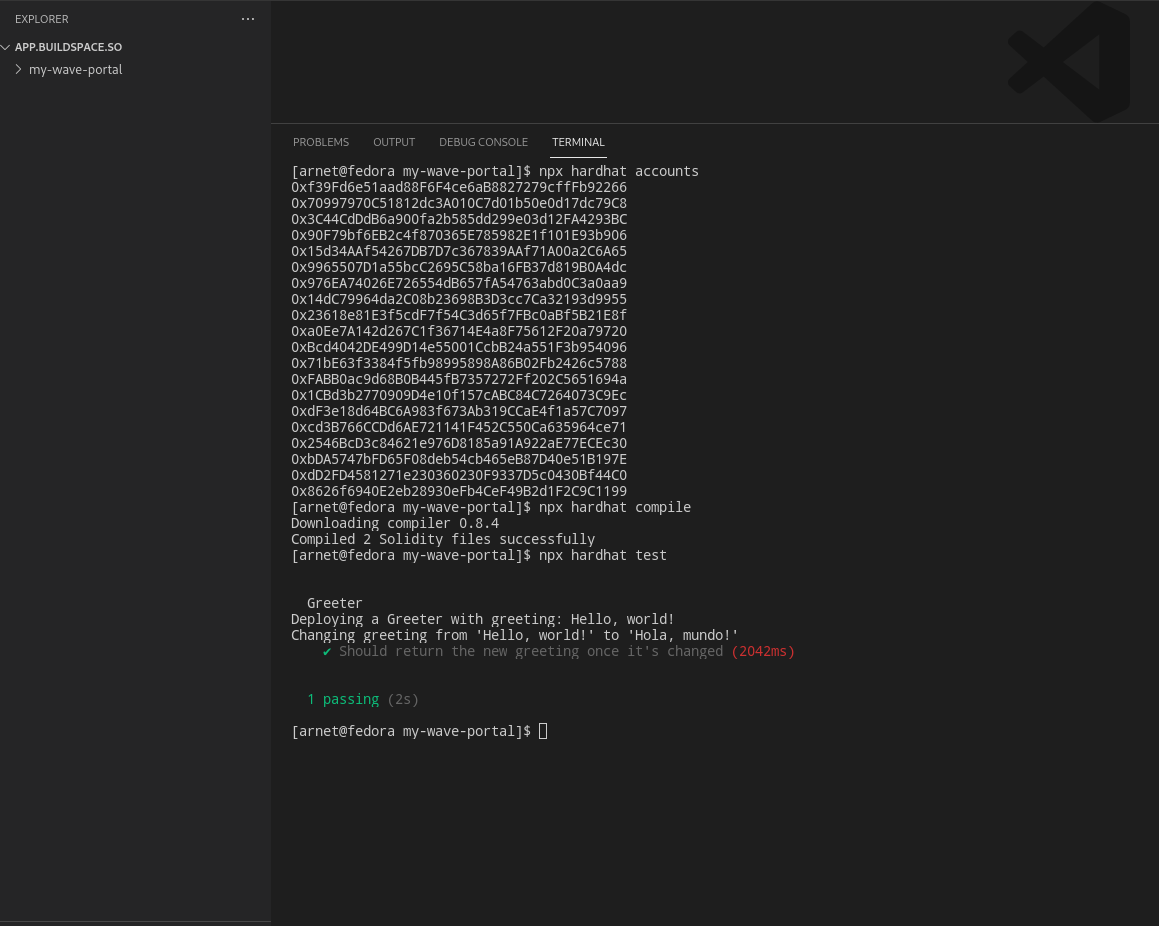 EXPLORER
···
APP.BUILDSPACE.SO
my-wave-portal
PROBLEMS OUTPUT DEBUG CONSOLE TERMINAL
[arnet@fedora my-wave-portal]$ npx hardhat accounts
0xf39Fd6e51aad88F6F4ce6aB8827279cffFb92266
0x70997970C51812dc3A010C7d01b50e0d17dc79C8
0x3C44CdDdB6a900fa2b585dd299e03d12FA4293BC
0x90F79bf6EB2c4f870365E785982E1f101E93b906
0x15d34AAf54267DB7D7c367839AAf71A00a2C6A65
0x9965507D1a55bcC2695C58ba16FB37d819B0A4dc
0x976EA74026E726554dB657fA54763abd0C3a0aa9
0x14dC79964da2C08b23698B3D3cc7Ca32193d9955
0x23618e81E3f5cdF7f54C3d65f7FBc0aBf5B21E8f
0xa0Ee7A142d267C1f36714E4a8F75612F20a79720
0xBcd4042DE499D14e55001CcbB24a551F3b954096
0x71bE63f3384f5fb98995898A86B02Fb2426c5788
0xFABB0ac9d68B0B445fB7357272Ff202C5651694a
0x1CBd3b2770909D4e10f157cABC84C7264073C9Ec
0xdF3e18d64BC6A983f673Ab319CCaE4f1a57C7097
0xcd3B766CCDd6AE721141F452C550Ca635964ce71
0x2546BcD3c84621e976D8185a91A922aE77ECEc30
0xbDA5747bFD65F08deb54cb465eB87D40e51B197E
0xdD2FD4581271e230360230F9337D5c0430Bf44C0
0x8626f6940E2eb28930eFb4CeF49B2d1F2C9C1199
[arnet@fedora my-wave-portal]$ npx hardhat compile
Downloading compiler 0.8.4
Compiled 2 Solidity files successfully
[arnet@fedora my-wave-portal]$ npx hardhat test
Greeter
Deploying a Greeter with greeting: Hello, world!
Changing greeting from 'Hello, world!' to 'Hola, mundo!'
✔ Should return the new greeting once it's changed (2042ms)
1 passing (2s)
[arnet@fedora my-wave-portal]$